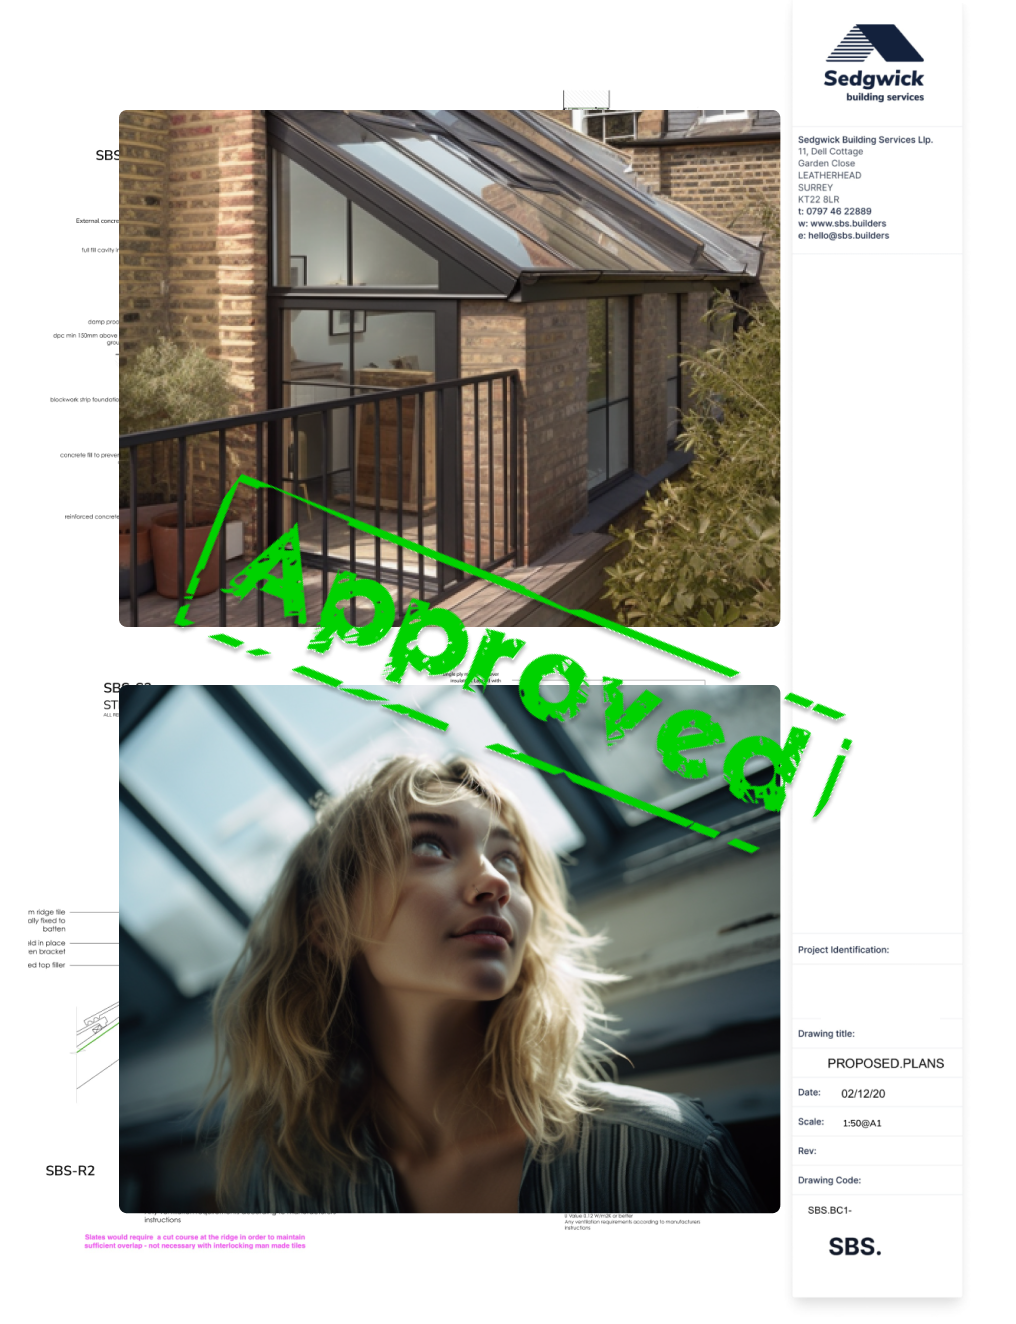 Sedgwick
building services
Sedgwick Building Services Llp.
11, Dell Cottage
Garden Close
LEATHERHEAD
SURREY
KT22 8LR
t: 0797 46 22889
w: www.sbs.builders
e: hello@sbs.builders
SBS
External concre
full fill cavity in
damp proo
dpc min 150mm above
grou
blockwork strip foundatio
concrete fill to preven
reinforced concrete
Approved!
SBS
ST
ALL RE
m ridge tile
ally fixed to
batten
ld in place
en bracket
ed top filler
SBS-R2
instructions
U Value 0.12 W/m2K or better
Any ventilation requirements according to manufacturers
instructions
Slates would require a cut course at the ridge in order to maintain
sufficient overlap - not necessary with interlocking man made tiles
Project Identification:
Drawing title:
PROPOSED.PLANS
Date: 02/12/20
Scale: 1:50@A1
Rev:
Drawing Code:
SBS.BC1-
SBS.